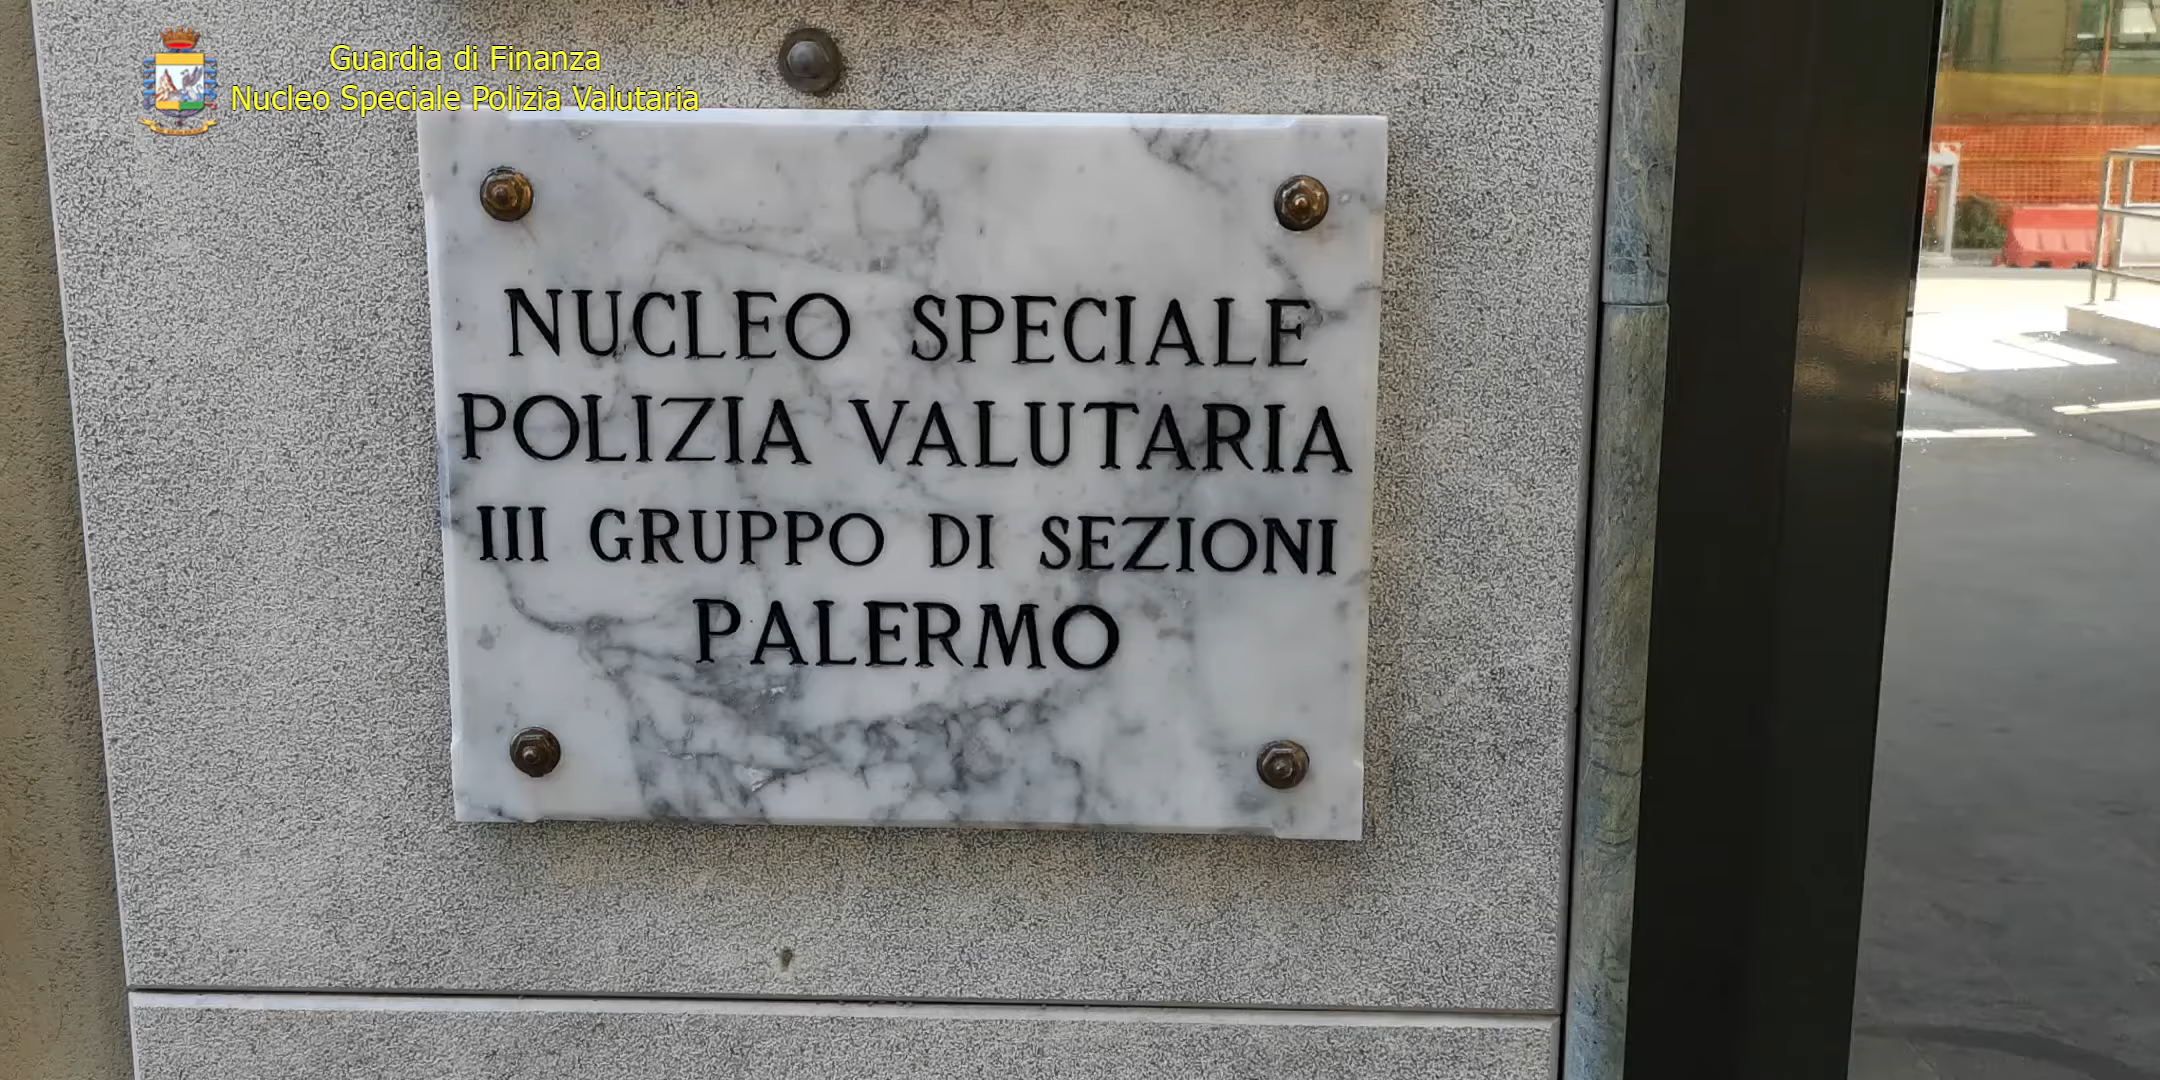 Guardia di Finanza
Nucleo Speciale Polizia Valutaria
NUCLEO SPECIALE
POLIZIA VALUTARIA
III GRUPPO DI SEZIONI
PALERMO